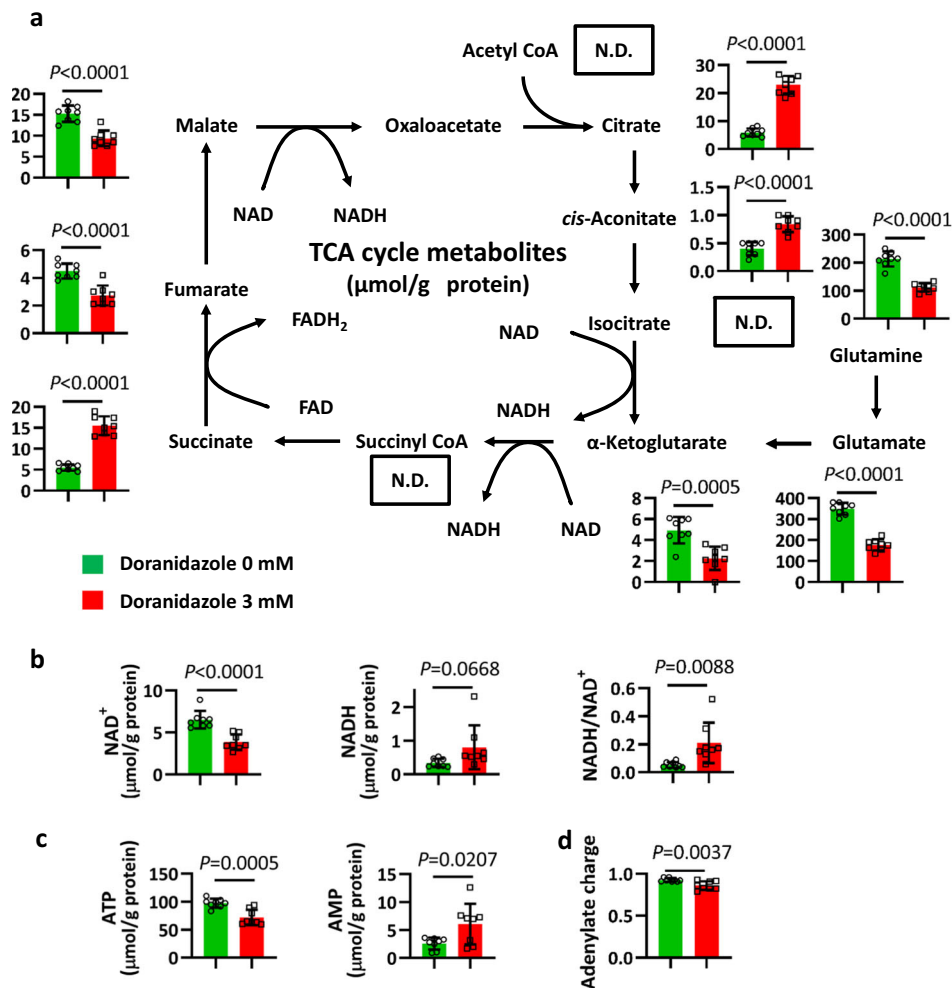 a
Acetyl CoA
N.D.
P<0.0001
30
20
10
0
P<0.0001
20
15
10
5
0
Malate
Oxaloacetate
Citrate
NAD
NADH
cis-Aconitate
P<0.0001
1.0
0.5
0.0
TCA cycle metabolites
(μmol/g protein)
P<0.0001
300
200
100
0
P<0.0001
6
4
2
0
Fumarate
FADH2
NAD
Isocitrate
N.D.
Glutamine
P<0.0001
20
15
10
5
0
FAD
NADH
Succinate
Succinyl CoA
α-Ketoglutarate
Glutamate
N.D.
NADH
NAD
P=0.0005
8
6
4
2
0
P<0.0001
400
300
200
100
0
Doranidazole 0 mM
Doranidazole 3 mM
b
P<0.0001
NAD+
(μmol/g protein)
10
5
0
P=0.0668
NADH
(μmol/g protein)
3
2
1
0
P=0.0088
NADH/NAD+
0.6
0.4
0.2
0.0
c
P=0.0005
ATP
(μmol/g protein)
150
100
50
0
P=0.0207
AMP
(μmol/g protein)
15
10
5
0
d
P=0.0037
Adenylate charge
1.0
0.5
0.0